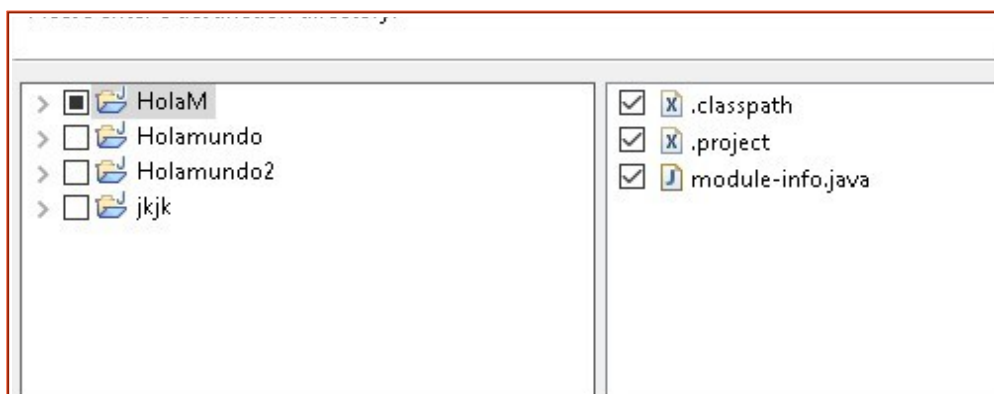 HolaM
Holamundo
Holamundo2
jkjk
.classpath
.project
module-info.java